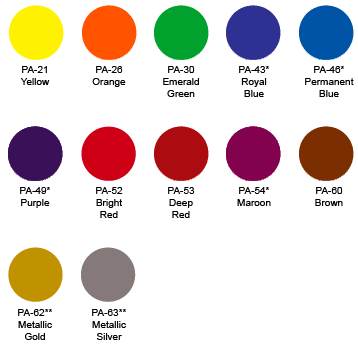 PA-21
Yellow
PA-26
Orange
PA-30
Emerald
Green
PA-43*
Royal
Blue
PA-46*
Permanent
Blue
PA-49*
Purple
PA-52
Bright
Red
PA-53
Deep
Red
PA-54*
Maroon
PA-60
Brown
PA-62**
Metallic
Gold
PA-63**
Metallic
Silver